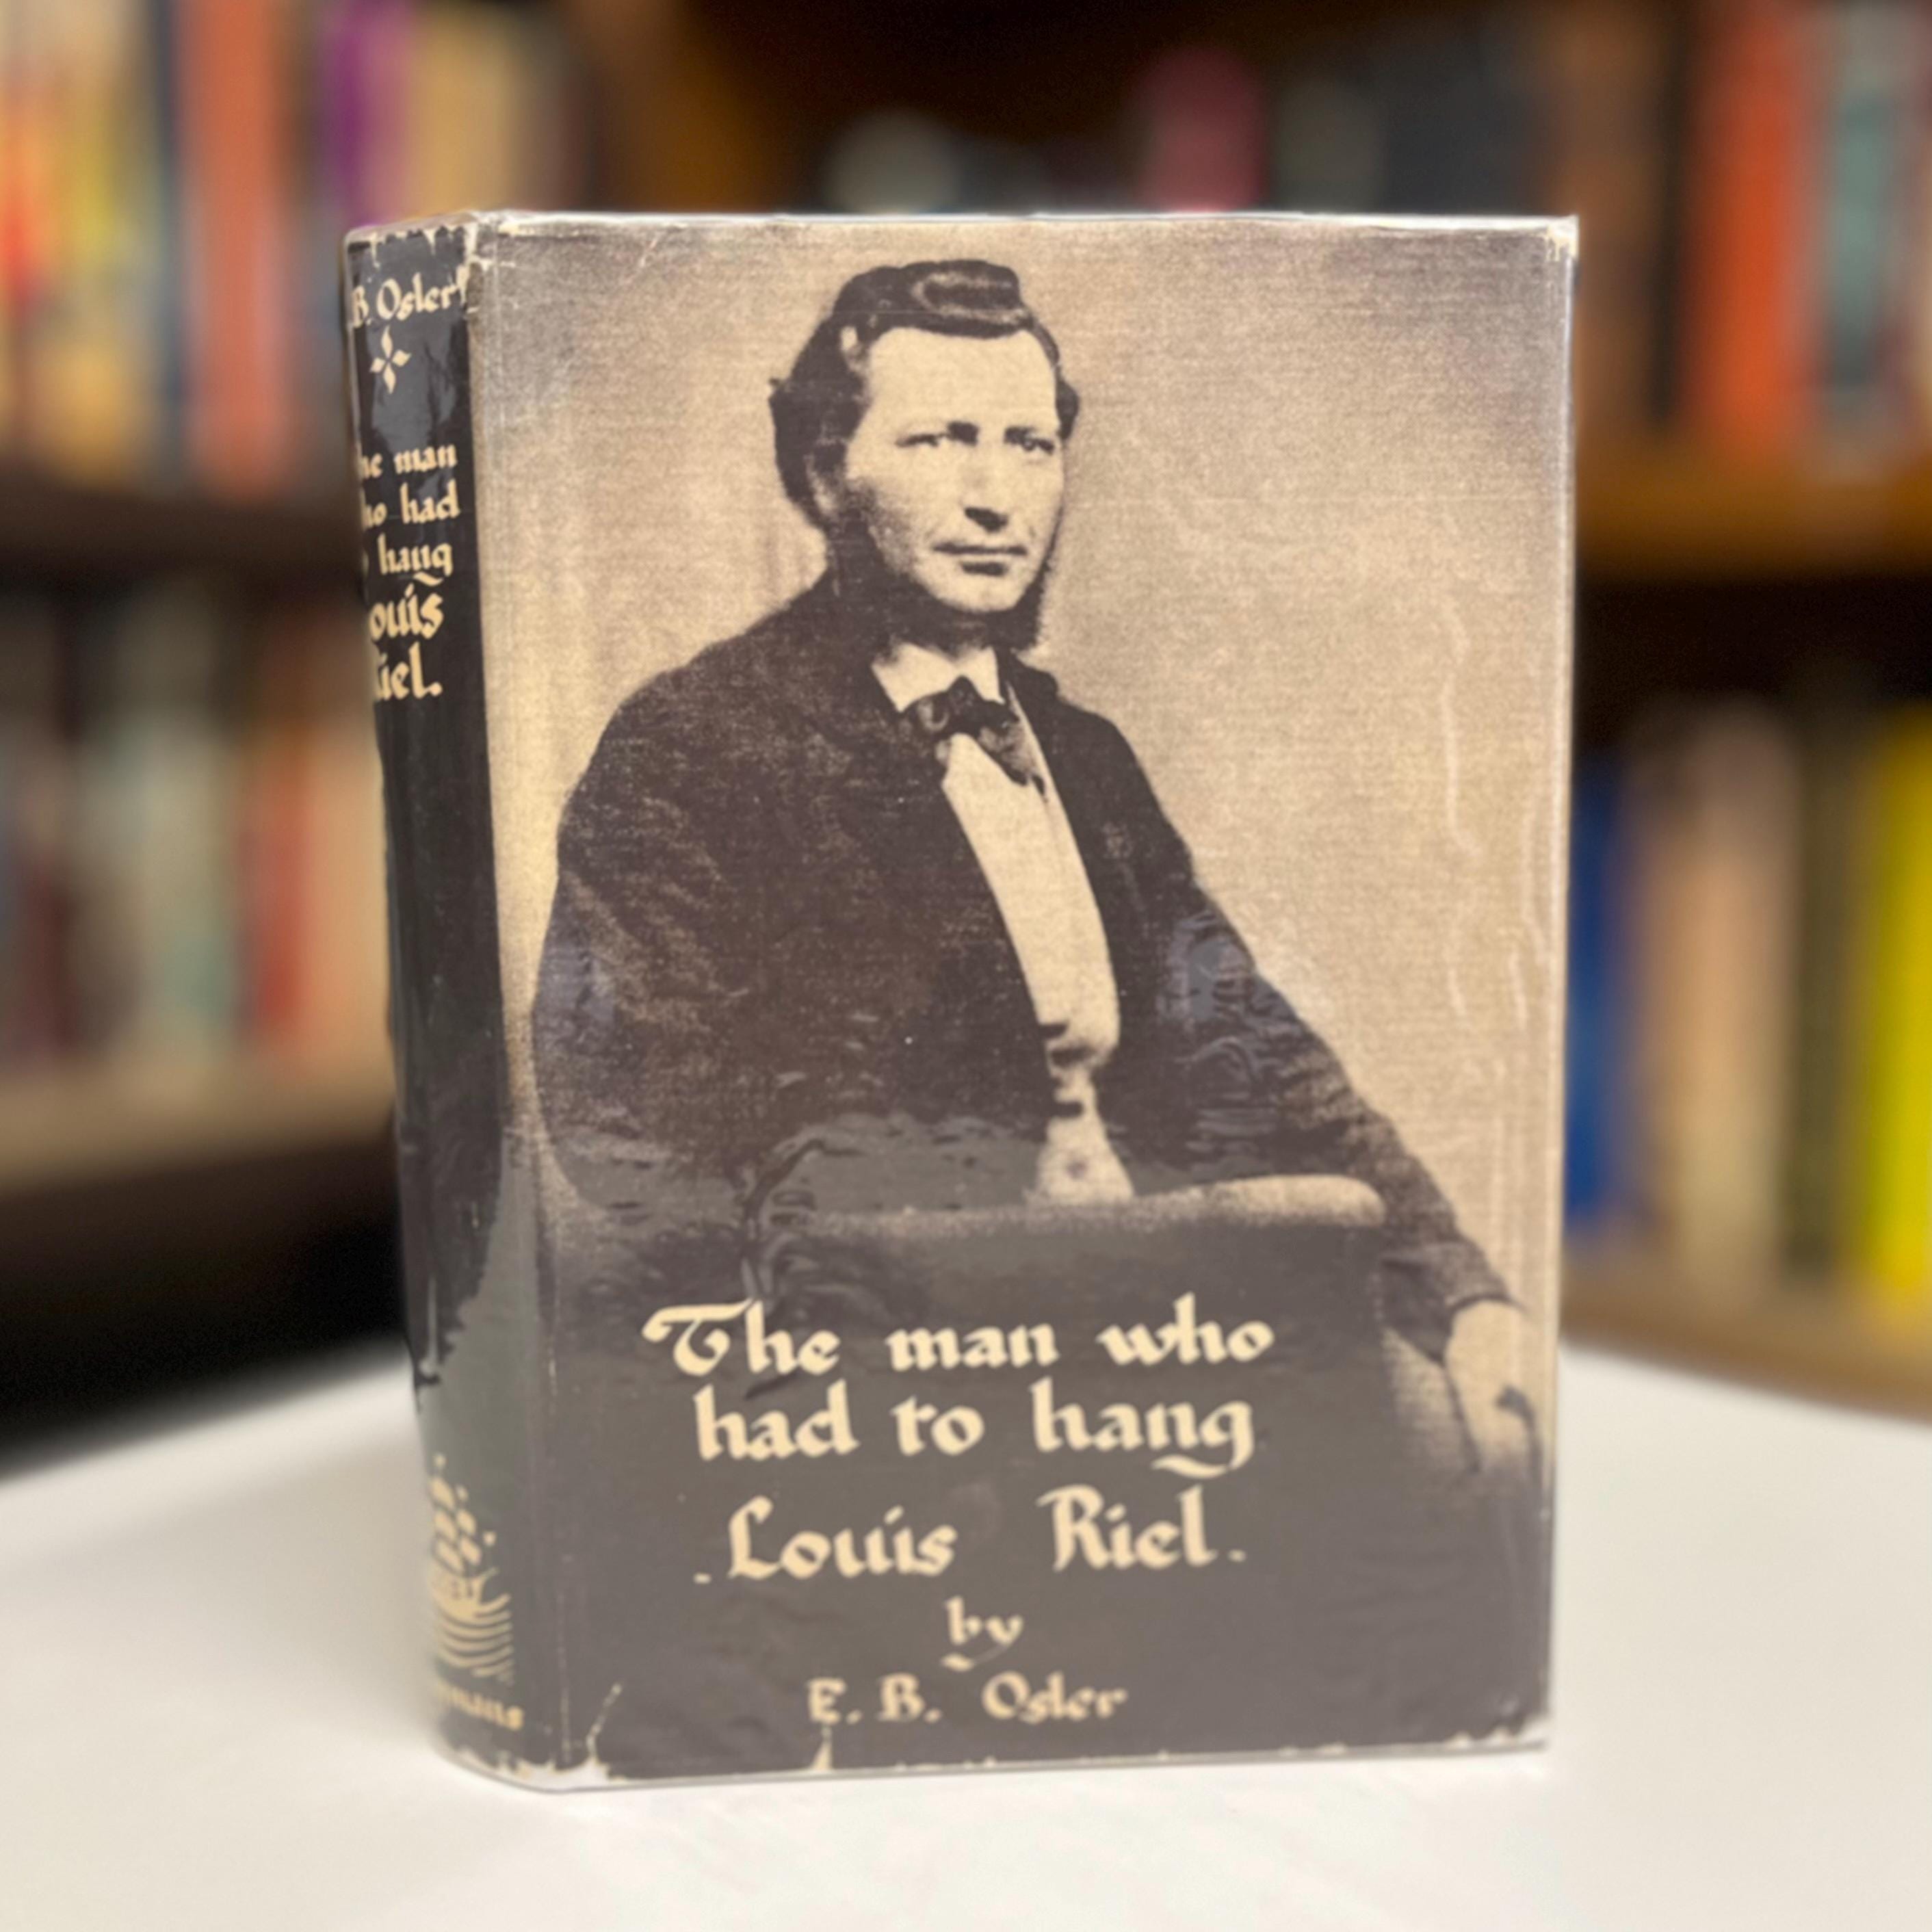 B. Osler
he man
ho had
hang
ouis
iel.
The man who
had to hang
. Louis Riel .
by
E. B. Osler